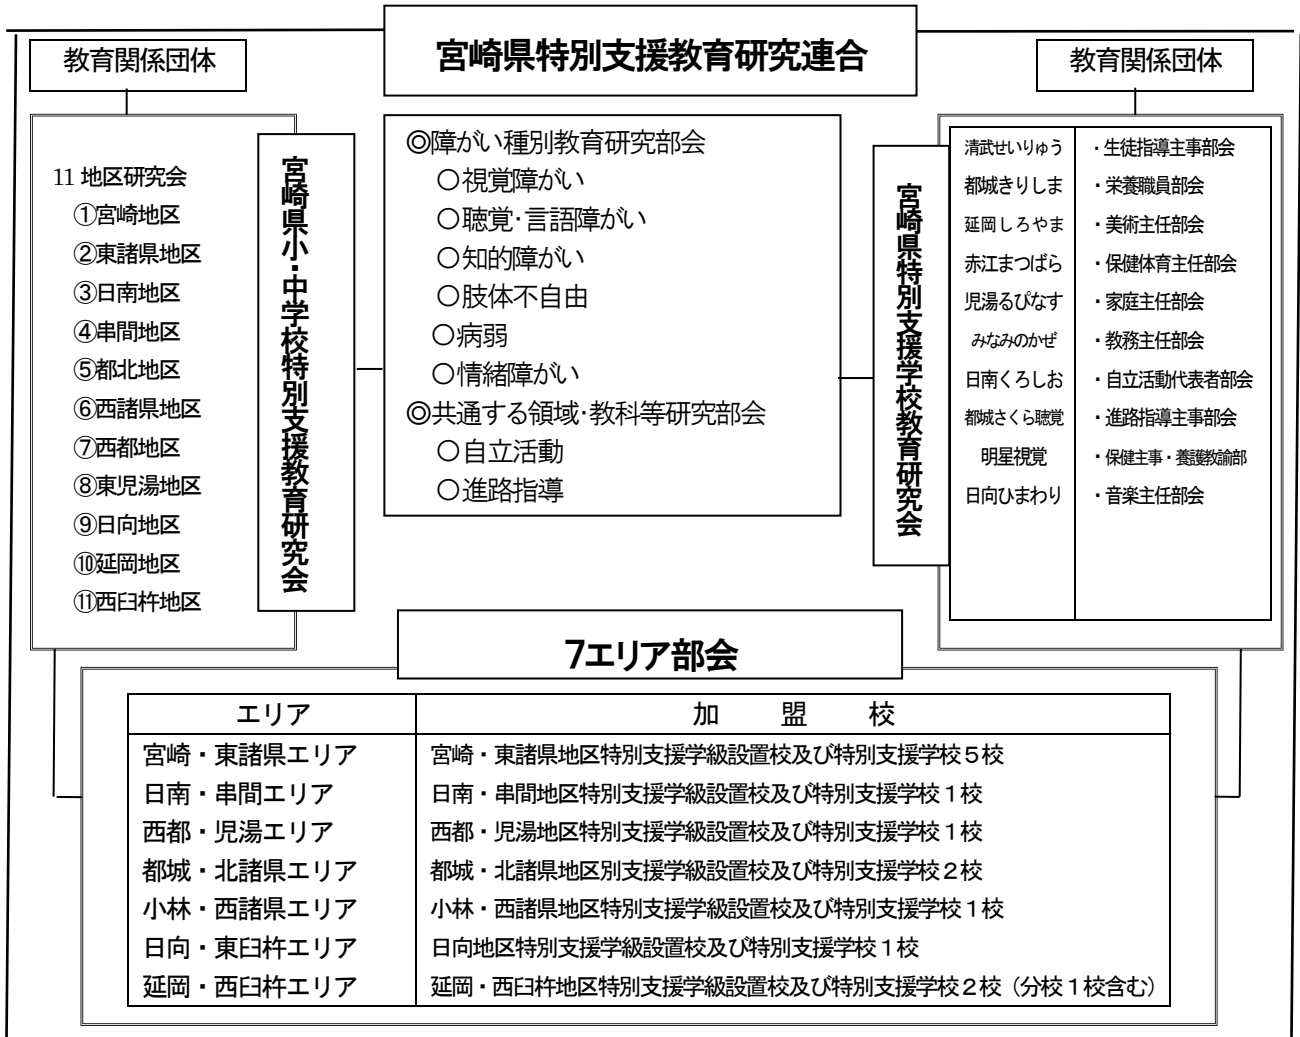 宮崎県特別支援教育研究連合
教育関係団体
教育関係団体
11 地区研究会
①宮崎地区
②東諸県地区
③日南地区
④串間地区
⑤都北地区
⑥西諸県地区
⑦西都地区
⑧東児湯地区
⑨日向地区
⑩延岡地区
⑪西臼杵地区
宮崎県小・中学校特別支援教育研究会
◎障がい種別教育研究部会
○視覚障がい
○聴覚・言語障がい
○知的障がい
○肢体不自由
○病弱
○情緒障がい
◎共通する領域・教科等研究部会
○自立活動
○進路指導
宮崎県特別支援学校教育研究会
清武せいりゅう
都城きりしま
延岡しろやま
赤江まつばら
児湯るぴなす
みなみのかぜ
日南くろしお
都城さくら聴覚
明星視覚
日向ひまわり
・生徒指導主事部会
・栄養職員部会
・美術主任部会
・保健体育主任部会
・家庭主任部会
・教務主任部会
・自立活動代表者部会
・進路指導主事部会
・保健主事・養護教諭部
・音楽主任部会
7エリア部会
エリア 加 盟 校
宮崎・東諸県エリア 宮崎・東諸県地区特別支援学級設置校及び特別支援学校５校
日南・串間エリア 日南・串間地区特別支援学級設置校及び特別支援学校１校
西都・児湯エリア 西都・児湯地区特別支援学級設置校及び特別支援学校１校
都城・北諸県エリア 都城・北諸県地区別支援学級設置校及び特別支援学校２校
小林・西諸県エリア 小林・西諸県地区特別支援学級設置校及び特別支援学校１校
日向・東臼杵エリア 日向地区特別支援学級設置校及び特別支援学校１校
延岡・西臼杵エリア 延岡・西臼杵地区特別支援学級設置校及び特別支援学校２校（分校１校含む）